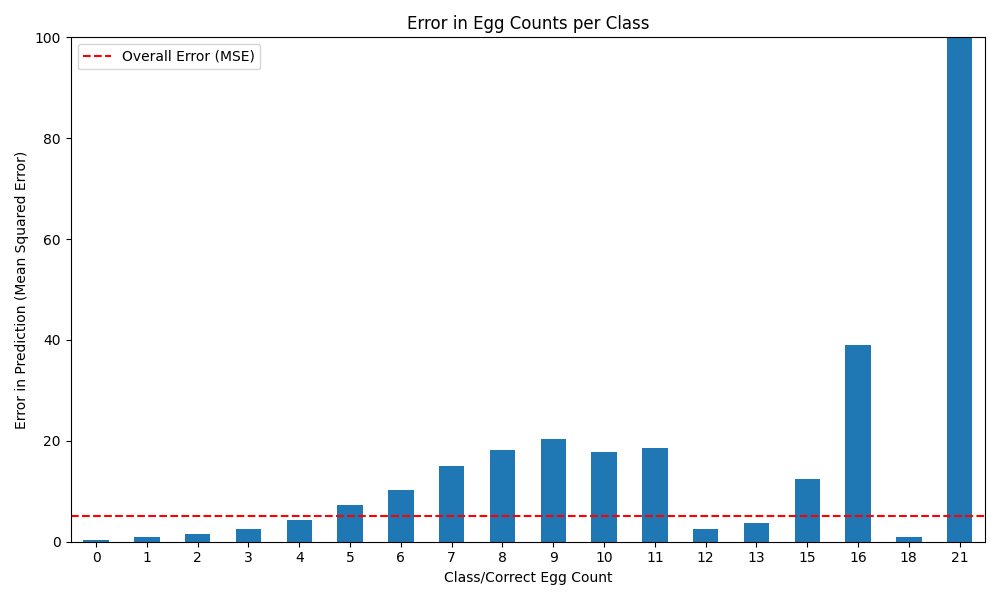 Error in Egg Counts per Class
Overall Error (MSE)
Error in Prediction (Mean Squared Error)
100
80
60
40
20
0
0 1 2 3 4 5 6 7 8 9 10 11 12 13 15 16 18 21
Class/Correct Egg Count